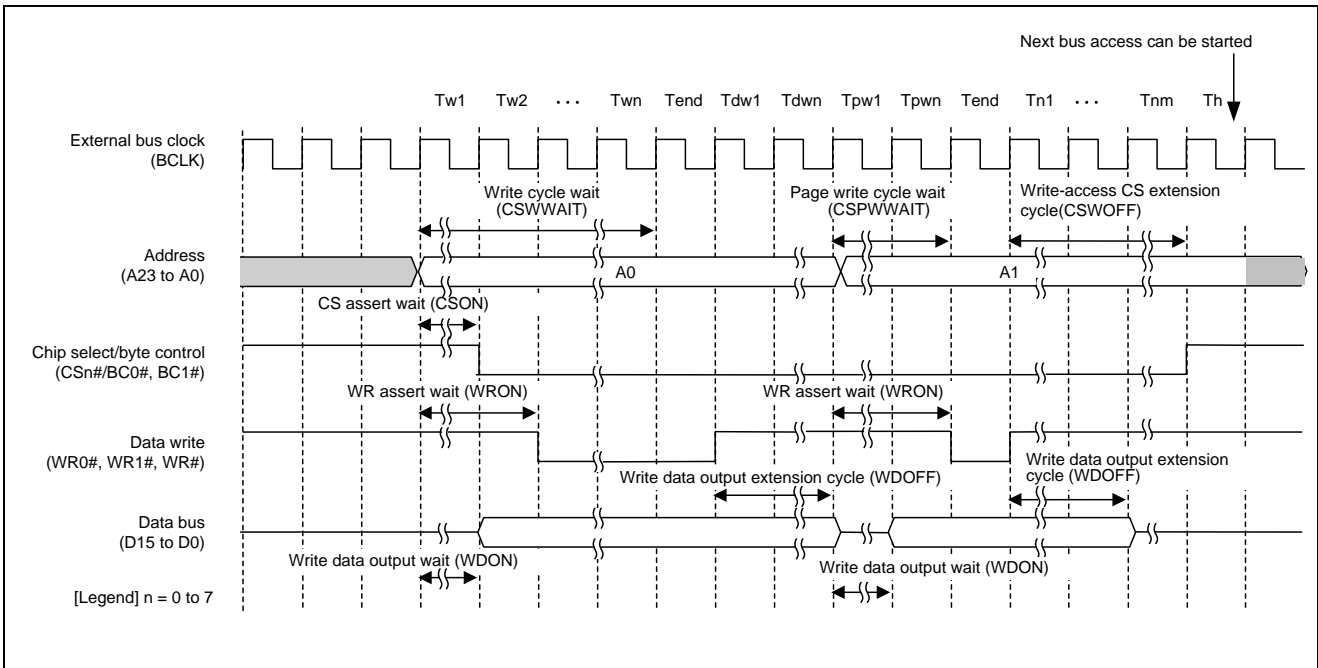 Next bus access can be started
Tw1 Tw2 ··· Twn Tend Tdw1 Tdwn Tpw1 Tpwn Tend Tn1 ··· Tnm Th
External bus clock
(BCLK)
Write cycle wait
(CSWWAIT)
Page write cycle wait
(CSPWWAIT)
Write-access CS extension
cycle(CSWOFF)
Address
(A23 to A0)
A0
A1
CS assert wait (CSON)
Chip select/byte control
(CSn#/BC0#, BC1#)
WR assert wait (WRON)
WR assert wait (WRON)
Data write
(WR0#, WR1#, WR#)
Write data output extension cycle (WDOFF)
Write data output extension
cycle (WDOFF)
Data bus
(D15 to D0)
Write data output wait (WDON)
Write data output wait (WDON)
[Legend] n = 0 to 7